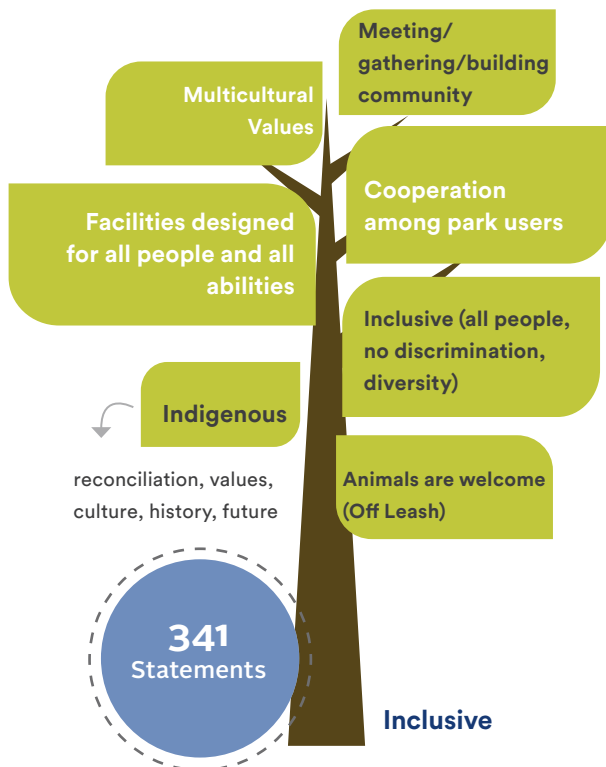 Meeting/
gathering/building
community
Multicultural
Values
Cooperation
among park users
Facilities designed
for all people and all
abilities
Inclusive (all people,
no discrimination,
diversity)
Indigenous
reconciliation, values,
culture, history, future
Animals are welcome
(Off Leash)
341
Statements
Inclusive